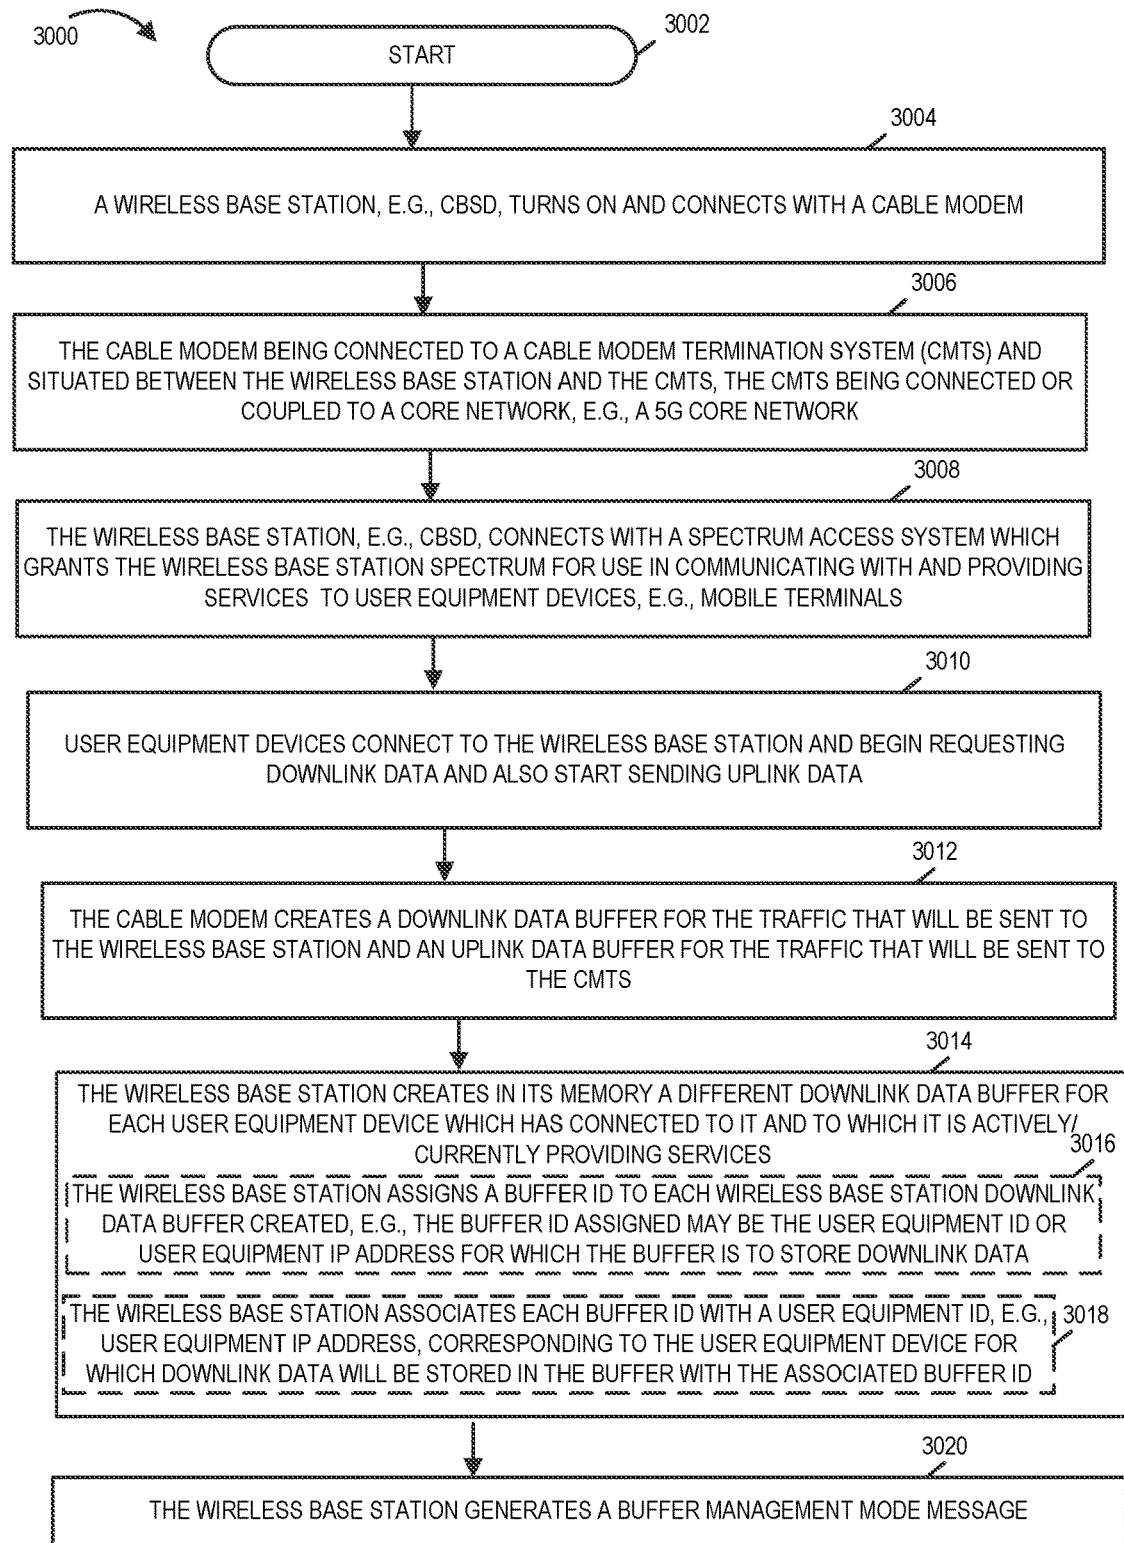 3000
START
3002
3004
A WIRELESS BASE STATION, E.G., CBSD, TURNS ON AND CONNECTS WITH A CABLE MODEM
3006
THE CABLE MODEM BEING CONNECTED TO A CABLE MODEM TERMINATION SYSTEM (CMTS) AND
SITUATED BETWEEN THE WIRELESS BASE STATION AND THE CMTS, THE CMTS BEING CONNECTED OR
COUPLED TO A CORE NETWORK, E.G., A 5G CORE NETWORK
3008
THE WIRELESS BASE STATION, E.G., CBSD, CONNECTS WITH A SPECTRUM ACCESS SYSTEM WHICH
GRANTS THE WIRELESS BASE STATION SPECTRUM FOR USE IN COMMUNICATING WITH AND PROVIDING
SERVICES TO USER EQUIPMENT DEVICES, E.G., MOBILE TERMINALS
3010
USER EQUIPMENT DEVICES CONNECT TO THE WIRELESS BASE STATION AND BEGIN REQUESTING
DOWNLINK DATA AND ALSO START SENDING UPLINK DATA
3012
THE CABLE MODEM CREATES A DOWNLINK DATA BUFFER FOR THE TRAFFIC THAT WILL BE SENT TO
THE WIRELESS BASE STATION AND AN UPLINK DATA BUFFER FOR THE TRAFFIC THAT WILL BE SENT TO
THE CMTS
3014
THE WIRELESS BASE STATION CREATES IN ITS MEMORY A DIFFERENT DOWNLINK DATA BUFFER FOR
EACH USER EQUIPMENT DEVICE WHICH HAS CONNECTED TO IT AND TO WHICH IT IS ACTIVELY/
CURRENTLY PROVIDING SERVICES
3016
THE WIRELESS BASE STATION ASSIGNS A BUFFER ID TO EACH WIRELESS BASE STATION DOWNLINK
DATA BUFFER CREATED, E.G., THE BUFFER ID ASSIGNED MAY BE THE USER EQUIPMENT ID OR
USER EQUIPMENT IP ADDRESS FOR WHICH THE BUFFER IS TO STORE DOWNLINK DATA
THE WIRELESS BASE STATION ASSOCIATES EACH BUFFER ID WITH A USER EQUIPMENT ID, E.G.,
USER EQUIPMENT IP ADDRESS, CORRESPONDING TO THE USER EQUIPMENT DEVICE FOR
WHICH DOWNLINK DATA WILL BE STORED IN THE BUFFER WITH THE ASSOCIATED BUFFER ID
3018
3020
THE WIRELESS BASE STATION GENERATES A BUFFER MANAGEMENT MODE MESSAGE